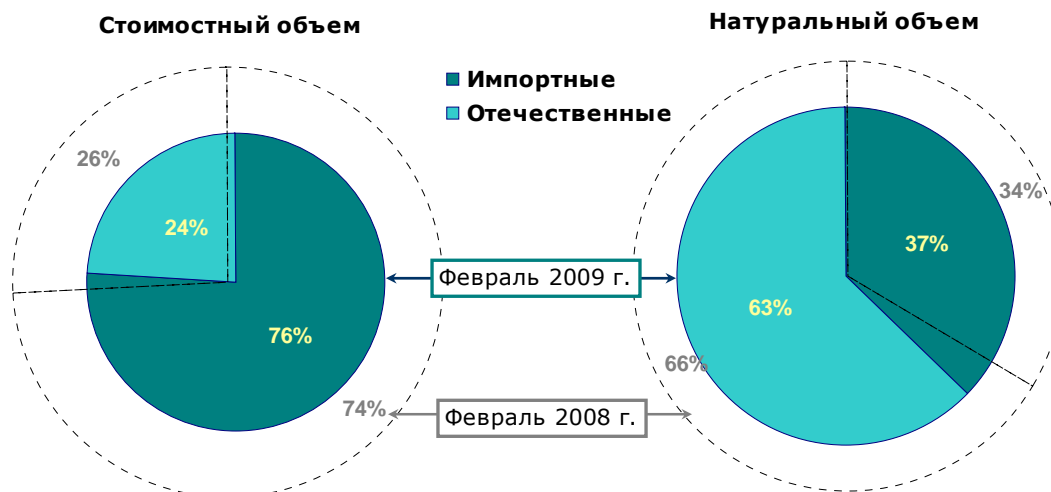 Стоимостный объем
Натуральный объем
Импортные
Отечественные
26%
24%
76%
74%
34%
37%
63%
66%
Февраль 2009 г.
Февраль 2008 г.